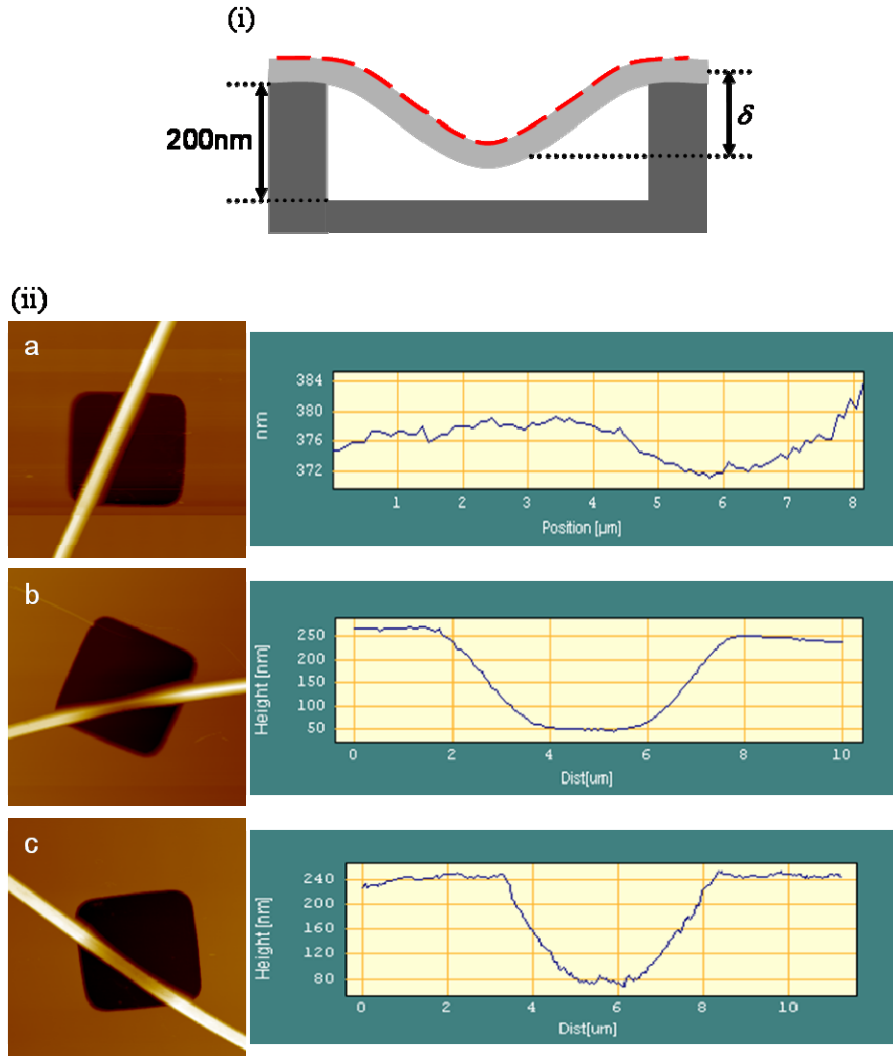 (i)
200nm
δ
(ii)
a
nm
384
380
376
372
1 2 3 4 5 6 7 8
Position [µm]
b
Height [nm]
250
200
150
100
50
0 2 4 6 8 10
Dist[um]
c
Height [nm]
240
200
160
120
80
0 2 4 6 8 10
Dist[um]